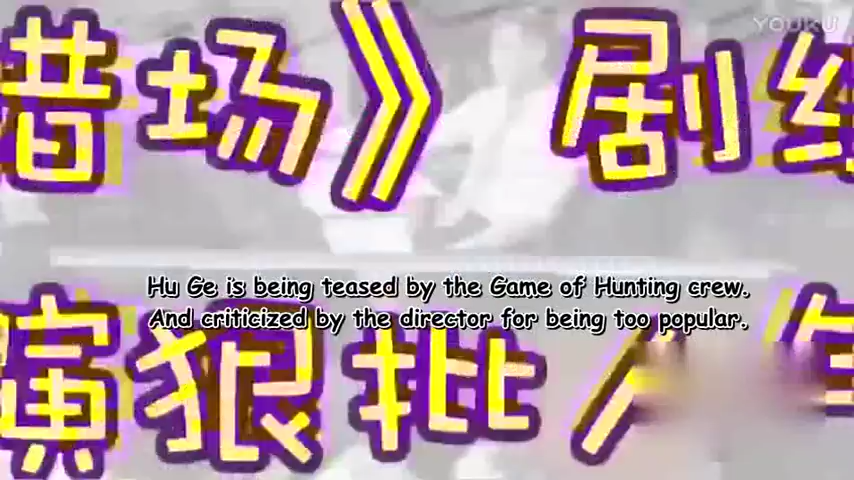 YOUKU
猎场》 剧组
Hu Ge is being teased by the Game of Hunting crew.
And criticized by the director for being too popular.
演狠批